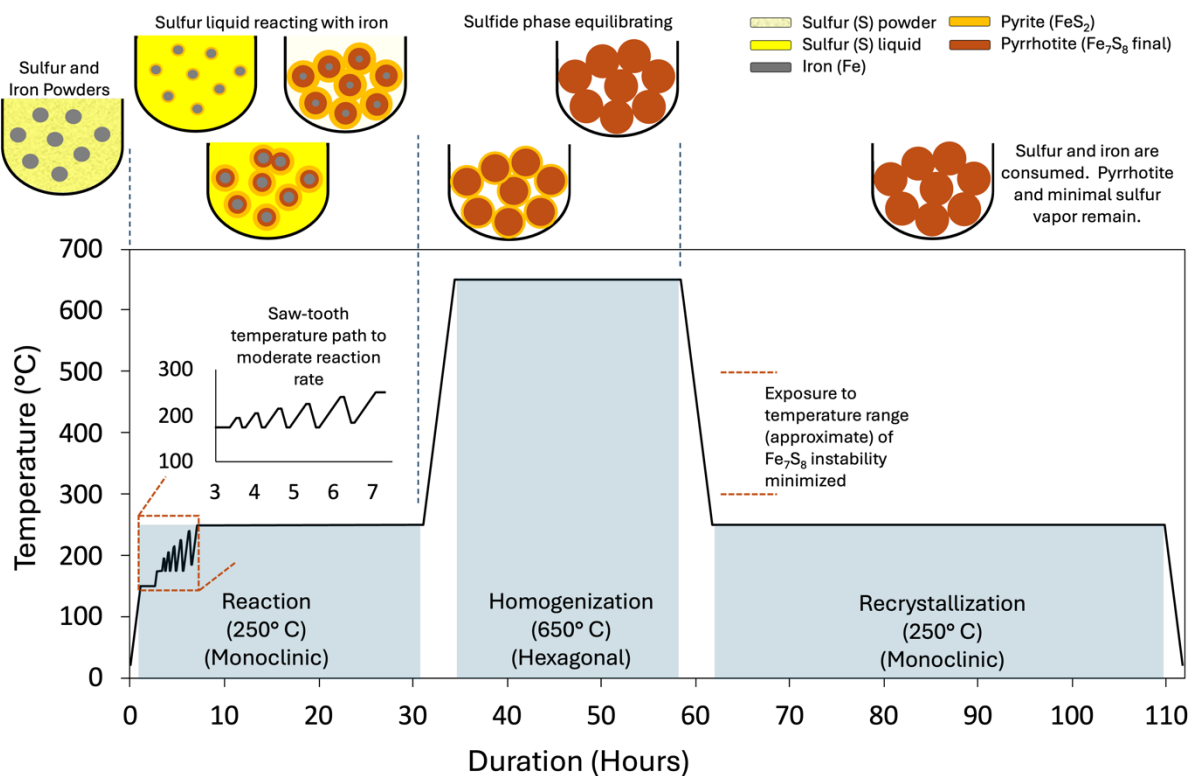 Sulfur liquid reacting with iron
Sulfide phase equilibrating
Sulfur (S) powder
Sulfur (S) liquid
Iron (Fe)
Pyrite (FeS₂)
Pyrrhotite (Fe₇S₈ final)
Sulfur and
Iron Powders
Sulfur and iron are
consumed. Pyrrhotite
and minimal sulfur
vapor remain.
Temperature (°C)
700
600
500
400
300
200
100
0
Saw-tooth
temperature path to
moderate reaction
rate
300
200
100
3 4 5 6 7
Exposure to
temperature range
(approximate) of
Fe₇S₈ instability
minimized
Reaction
(250° C)
(Monoclinic)
Homogenization
(650° C)
(Hexagonal)
Recrystallization
(250° C)
(Monoclinic)
0 10 20 30 40 50 60 70 80 90 100 110
Duration (Hours)